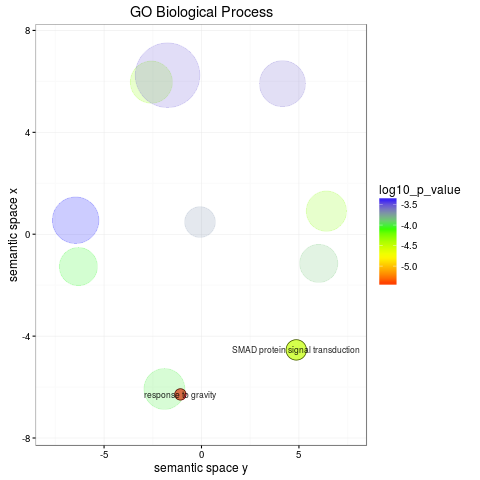 GO Biological Process
8
4
0
-4
-8
semantic space x
SMAD protein signal transduction
response to gravity
-5
0
5
semantic space y
log10_p_value
-3.5
-4.0
-4.5
-5.0